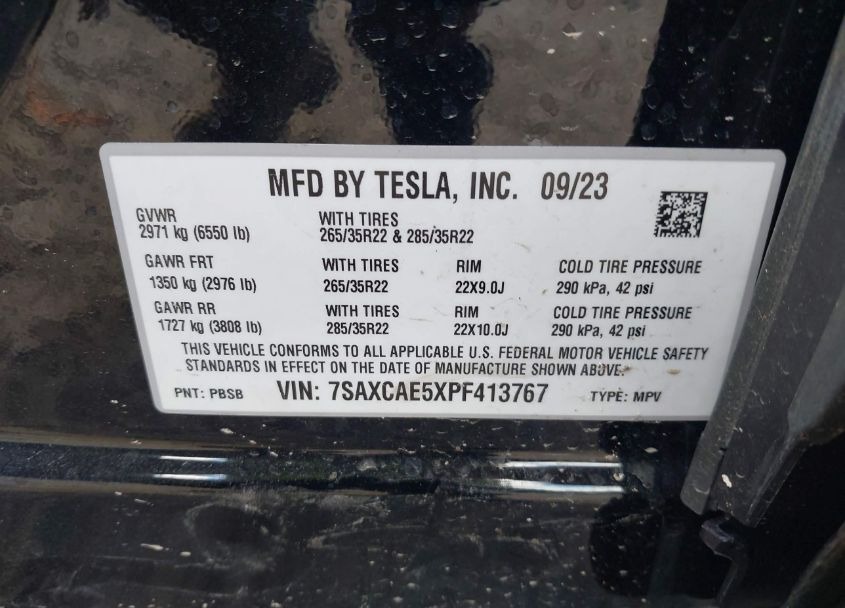 MFD BY TESLA, INC. 09/23
GVWR WITH TIRES
2971 kg (6550 lb) 265/35R22 & 285/35R22
GAWR FRT WITH TIRES RIM COLD TIRE PRESSURE
1350 kg (2976 lb) 265/35R22 22X9.0J 290 kPa, 42 psi
GAWR RR WITH TIRES RIM COLD TIRE PRESSURE
1727 kg (3808 lb) 285/35R22 22X10.0J 290 kPa, 42 psi
THIS VEHICLE CONFORMS TO ALL APPLICABLE U.S. FEDERAL MOTOR VEHICLE SAFETY
STANDARDS IN EFFECT ON THE DATE OF MANUFACTURE SHOWN ABOVE.
PNT: PBSB VIN: 7SAXCAE5XPF413767 TYPE: MPV